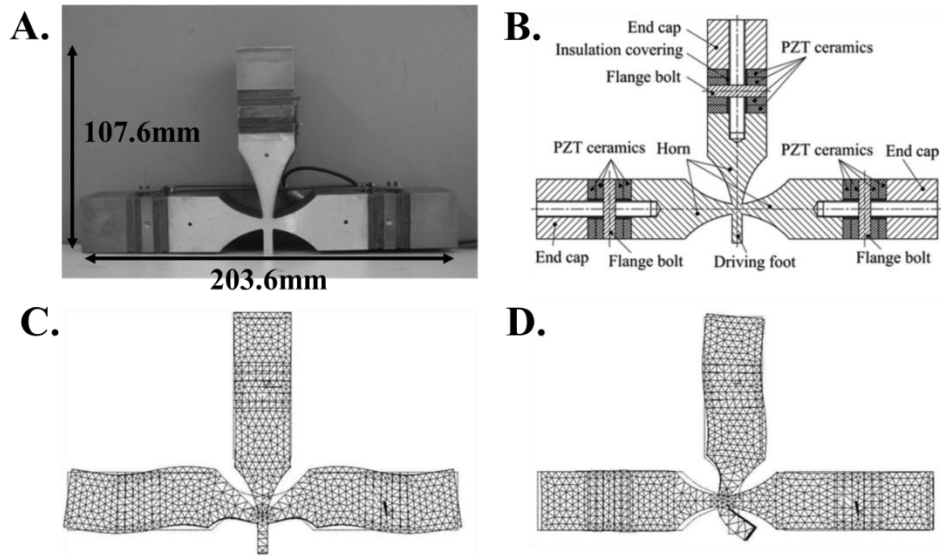 A.
107.6mm
203.6mm
B.
End cap
Insulation covering
Flange bolt
PZT ceramics
PZT ceramics
Horn
PZT ceramics
End cap
End cap
Flange bolt
Driving foot
Flange bolt
C.
D.